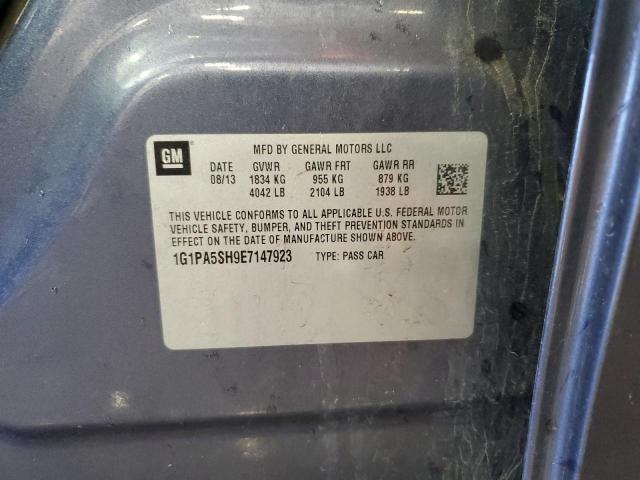 GM
MFD BY GENERAL MOTORS LLC
DATE GVWR GAWR FRT GAWR RR
08/13 1834 KG 955 KG 879 KG
4042 LB 2104 LB 1938 LB
THIS VEHICLE CONFORMS TO ALL APPLICABLE U.S. FEDERAL MOTOR
VEHICLE SAFETY, BUMPER, AND THEFT PREVENTION STANDARDS IN
EFFECT ON THE DATE OF MANUFACTURE SHOWN ABOVE.
1G1PA5SH9E7147923 TYPE: PASS CAR